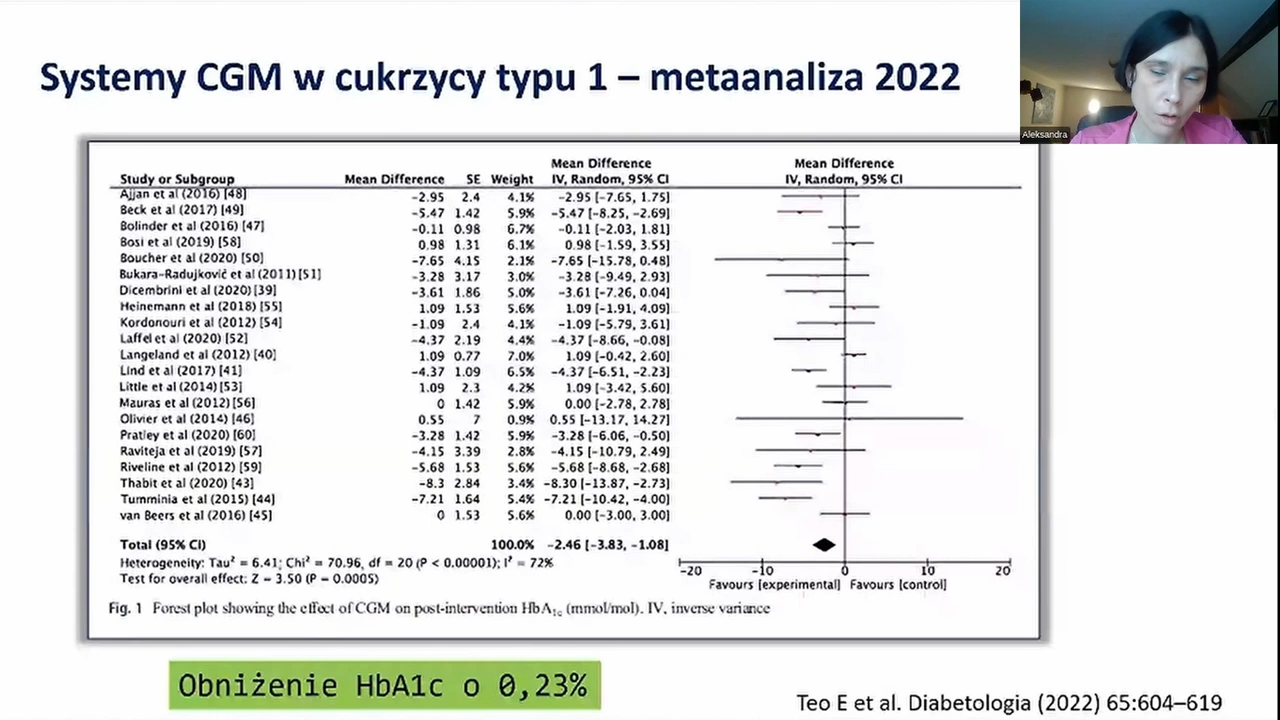 Systemy CGM w cukrzycy typu 1 – metaanaliza 2022
Aleksandra
Mean Difference Mean Difference
Study or Subgroup Mean Difference SE Weight IV, Random, 95% CI IV, Random, 95% CI
Ajjan et al (2016) [48] -2.95 2.4 4.1% -2.95 [-7.65, 1.75]
Beck et al (2017) [49] -5.47 1.42 5.9% -5.47 [-8.25, -2.69]
Bolinder et al (2016) [47] -0.11 0.98 6.7% -0.11 [-2.03, 1.81]
Bosi et al (2019) [58] 0.98 1.31 6.1% 0.98 [-1.59, 3.55]
Boucher et al (2020) [50] -7.65 4.15 2.1% -7.65 [-15.78, 0.48]
Bukara-Radujković et al (2011) [51] -3.28 3.17 3.0% -3.28 [-9.49, 2.93]
Dicembrini et al (2020) [39] -3.61 1.86 5.0% -3.61 [-7.26, 0.04]
Heinemann et al (2018) [55] 1.09 1.53 5.6% 1.09 [-1.91, 4.09]
Kordonouri et al (2012) [54] -1.09 2.4 4.1% -1.09 [-5.79, 3.61]
Laffel et al (2020) [52] -4.37 2.19 4.3% -4.37 [-8.66, -0.08]
Langeland et al (2012) [40] 1.09 0.77 7.0% 1.09 [-0.42, 2.60]
Lind et al (2017) [41] -4.37 1.09 6.5% -4.37 [-6.51, -2.23]
Little et al (2014) [53] 1.09 2.3 4.2% 1.09 [-3.42, 5.60]
Mauras et al (2012) [56] 0 1.42 5.9% 0.00 [-2.78, 2.78]
Olivier et al (2014) [46] 0.55 7 0.9% 0.55 [-13.17, 14.27]
Pratley et al (2020) [60] -3.28 1.42 5.9% -3.28 [-6.06, -0.50]
Raviteja et al (2019) [57] -4.15 3.39 2.8% -4.15 [-10.79, 2.49]
Riveline et al (2012) [59] -5.68 1.53 5.6% -5.68 [-8.68, -2.68]
Thabit et al (2020) [43] -8.3 2.84 3.4% -8.30 [-13.87, -2.73]
Tumminia et al (2015) [44] -7.21 1.64 5.4% -7.21 [-10.42, -4.00]
van Beers et al (2016) [45] 0 1.53 5.6% 0.00 [-3.00, 3.00]
Total (95% CI) 100.0% -2.46 [-3.83, -1.08]
Heterogeneity: Tau² = 6.41; Chi² = 70.96, df = 20 (P < 0.00001); I² = 72%
Test for overall effect: Z = 3.50 (P = 0.0005)
-20 -10 0 10 20
Favours [experimental] Favours [control]
Fig. 1 Forest plot showing the effect of CGM on post-intervention HbA1c (mmol/mol). IV, inverse variance
Obniżenie HbA1c o 0,23%
Teo E et al. Diabetologia (2022) 65:604–619